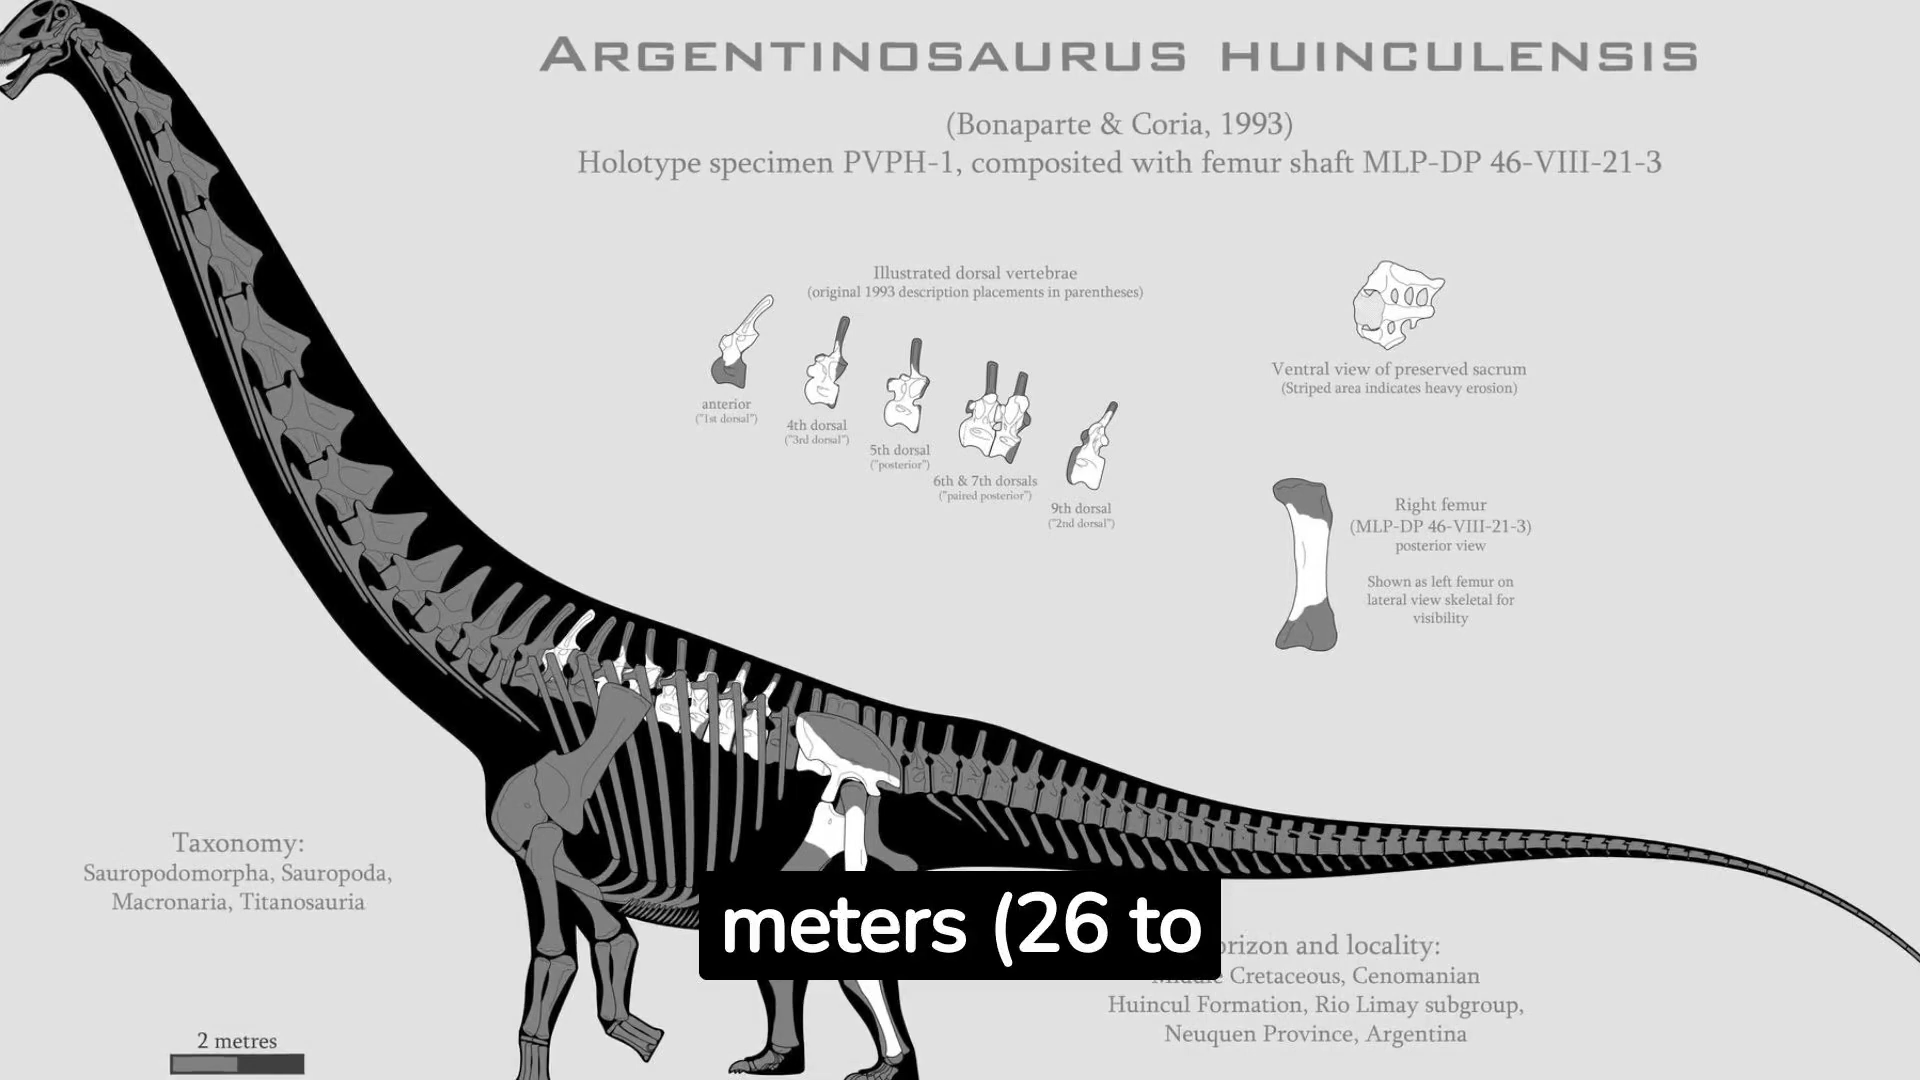 ARGENTINOSAURUS HUINCULENSIS
(Bonaparte & Coria, 1993)
Holotype specimen PVPH-1, composited with femur shaft MLP-DP 46-VIII-21-3
Illustrated dorsal vertebrae
(original 1993 description placements in parentheses)
anterior
("1st dorsal")
4th dorsal
("3rd dorsal")
5th dorsal
("posterior")
6th & 7th dorsals
("paired posterior")
9th dorsal
("2nd dorsal")
Ventral view of preserved sacrum
(Striped area indicates heavy erosion)
Right femur
(MLP-DP 46-VIII-21-3)
posterior view
Shown as left femur on
lateral view skeletal for
visibility
Taxonomy:
Sauropodomorpha, Sauropoda,
Macronaria, Titanosauria
2 metres
meters (26 to
and locality:
Cretaceous, Cenomanian
Huincul Formation, Rio Limay subgroup,
Neuquen Province, Argentina